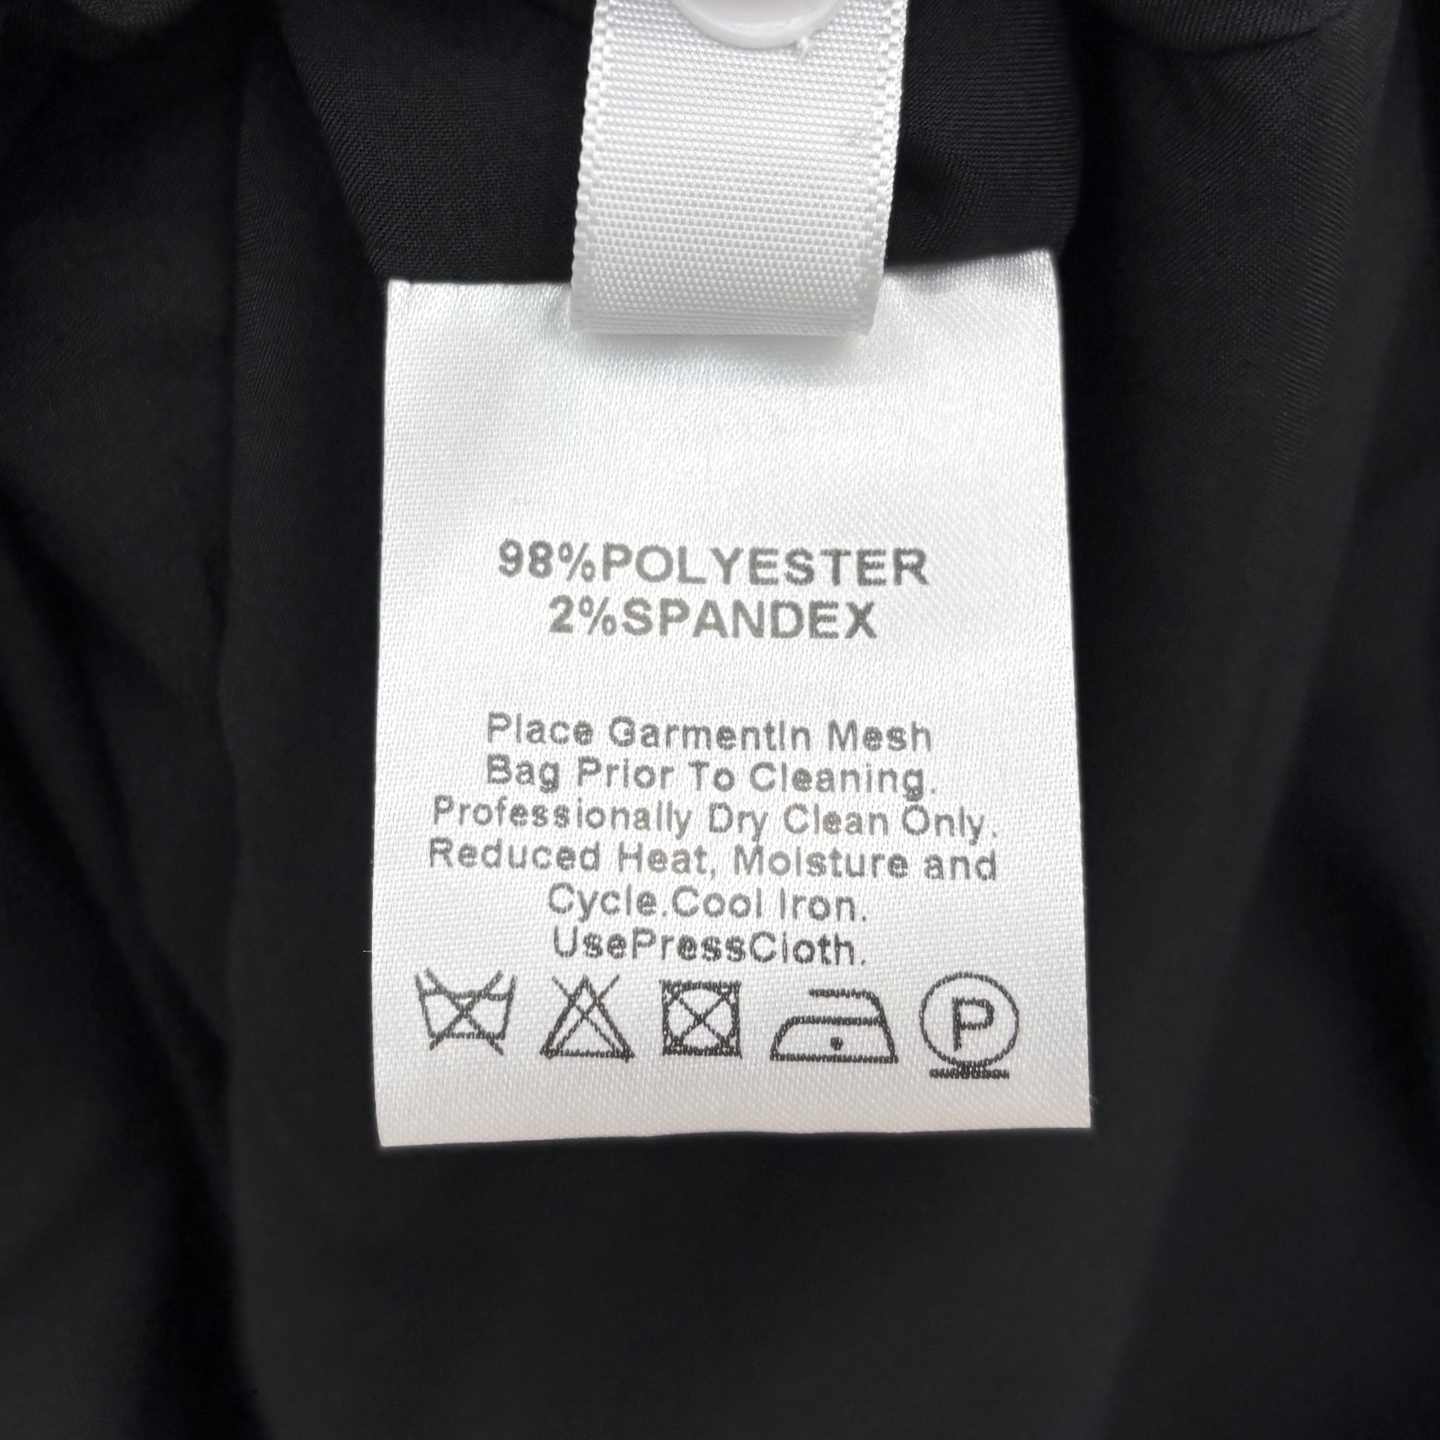 98%POLYESTER
2%SPANDEX
Place GarmentIn Mesh
Bag Prior To Cleaning.
Professionally Dry Clean Only.
Reduced Heat, Moisture and
Cycle.Cool Iron.
UsePressCloth.
P